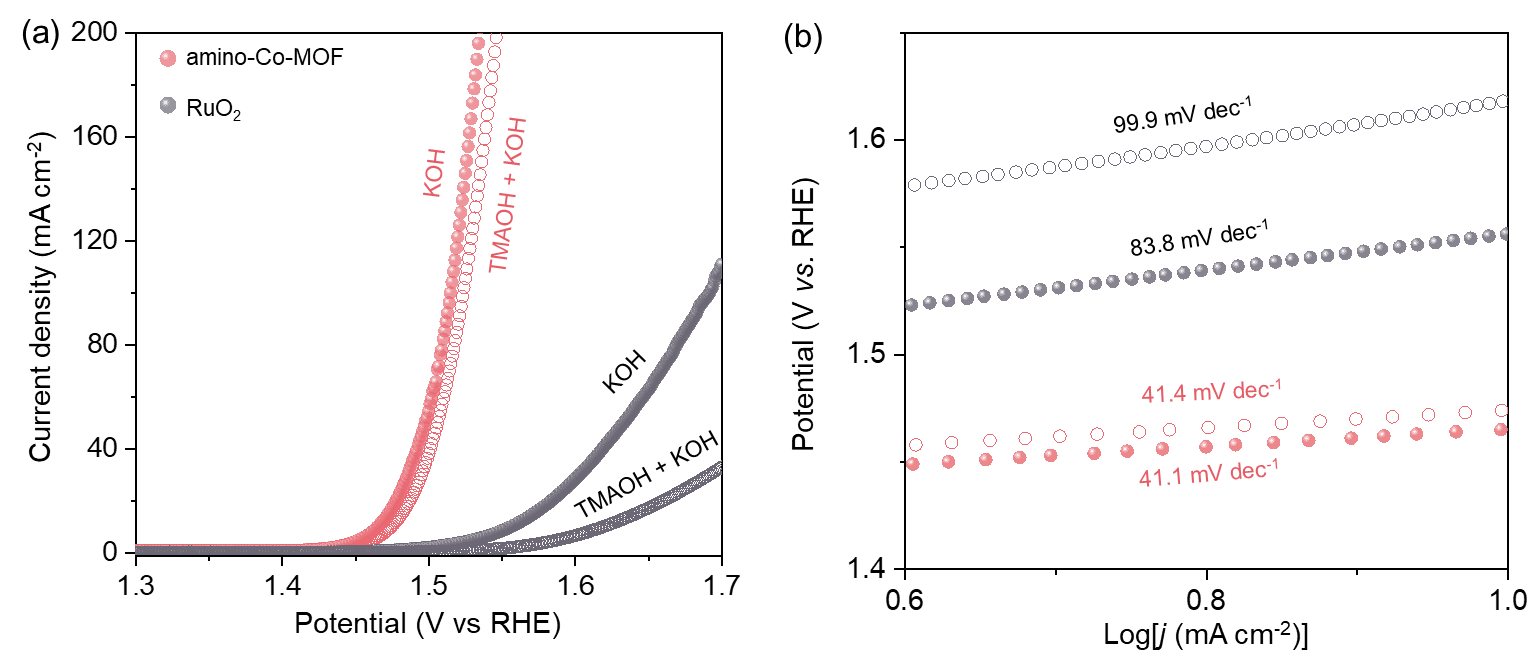 (a)
200
160
120
80
40
0
Current density (mA cm⁻²)
amino-Co-MOF
RuO₂
KOH
TMAOH + KOH
KOH
TMAOH + KOH
1.3
1.4
1.5
1.6
1.7
Potential (V vs RHE)
(b)
1.6
1.5
1.4
Potential (V vs. RHE)
99.9 mV dec⁻¹
83.8 mV dec⁻¹
41.4 mV dec⁻¹
41.1 mV dec⁻¹
0.6
0.8
1.0
Log[j (mA cm⁻²)]